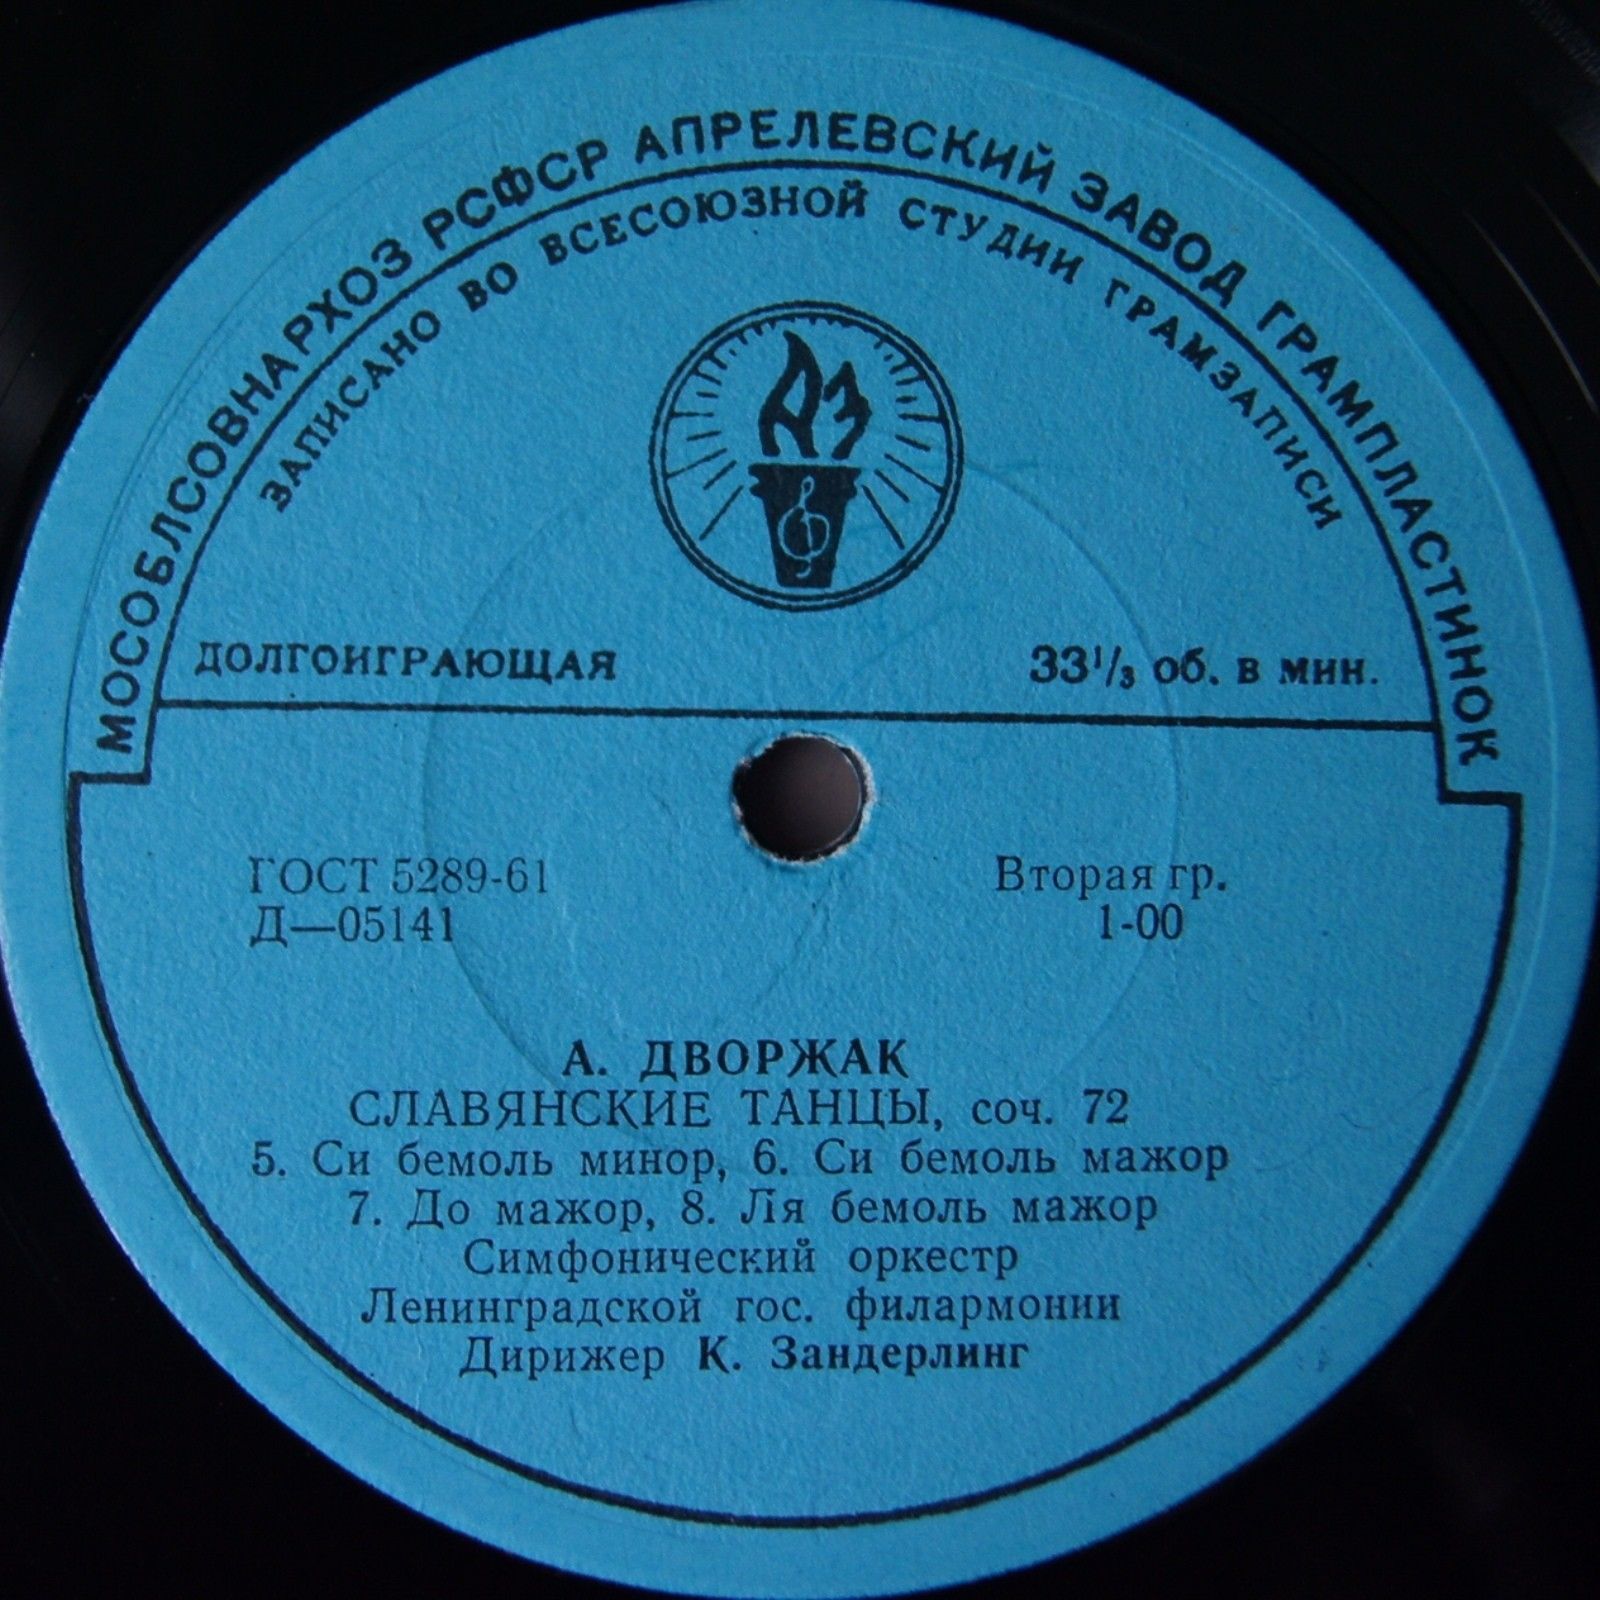 МОСОБЛСОВНАРХОЗ РСФСР АПРЕЛЕВСКИЙ ЗАВОД ГРАМПЛАСТИНОК
ЗАПИСАНО ВО ВСЕСОЮЗНОЙ СТУДИИ ГРАМЗАПИСИ
АЗ
ДОЛГОИГРАЮЩАЯ 33 1/3 об. в мин.
ГОСТ 5289-61 Вторая гр.
Д—05141 1-00
А. ДВОРЖАК
СЛАВЯНСКИЕ ТАНЦЫ, соч. 72
5. Си бемоль минор, 6. Си бемоль мажор
7. До мажор, 8. Ля бемоль мажор
Симфонический оркестр
Ленинградской гос. филармонии
Дирижер К. Зандерлинг